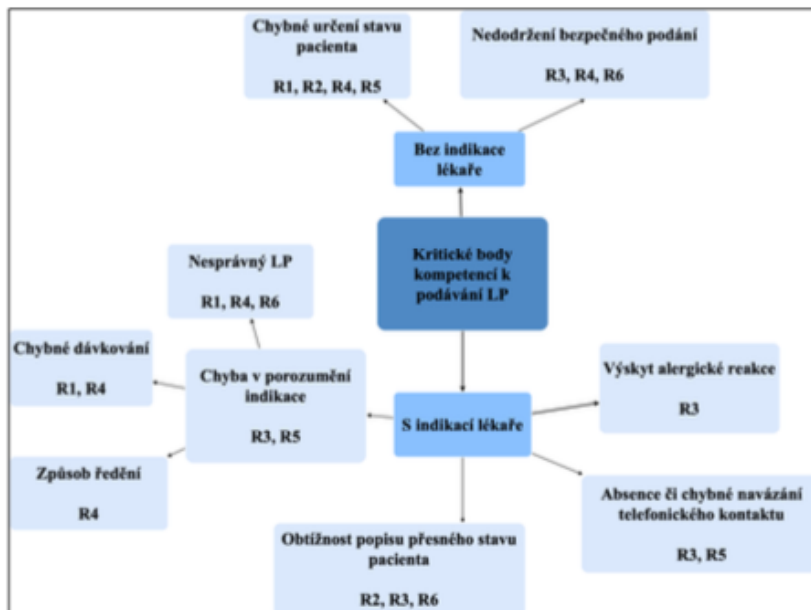 Chybné určení stavu
pacienta
R1, R2, R4, R5
Nedodržení bezpečného podání
R3, R4, R6
Bez indikace
lékaře
Kritické body
kompetencí k
podávání LP
Nesprávný LP
R1, R4, R6
Chybné dávkování
R1, R4
Chyba v porozumění
indikace
R3, R5
Způsob ředění
R4
S indikací lékaře
Výskyt alergické reakce
R3
Absence či chybné navázání
telefonického kontaktu
R3, R5
Obtížnost popisu přesného stavu
pacienta
R2, R3, R6